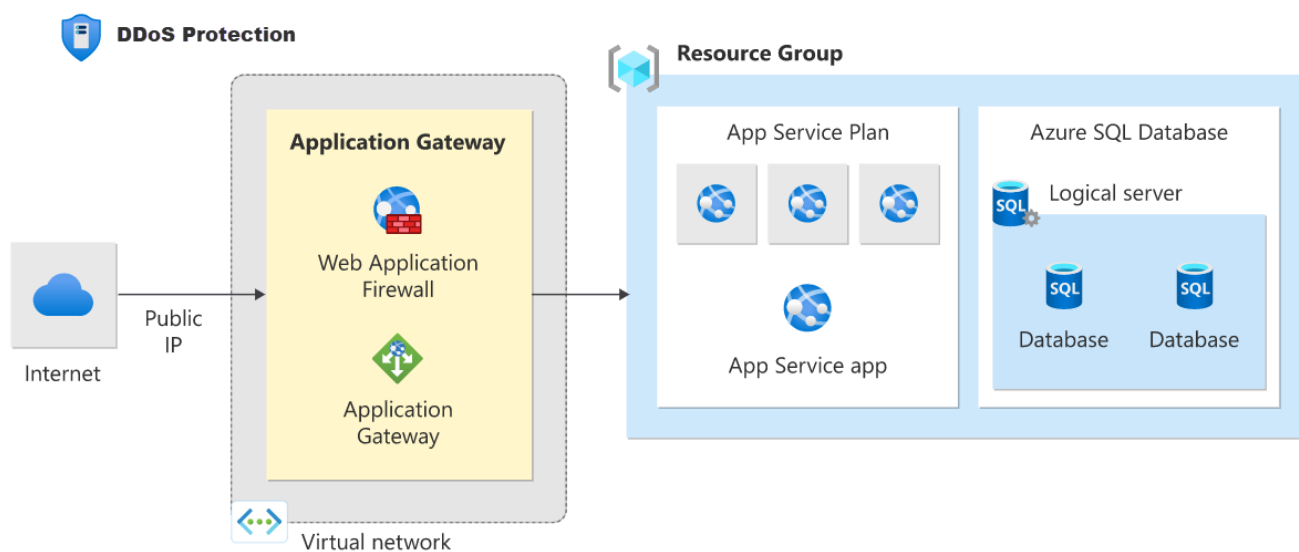 DDoS Protection
Resource Group
Application Gateway
Web Application
Firewall
Application
Gateway
Internet
Public
IP
Virtual network
App Service Plan
App Service app
Azure SQL Database
SQL
Logical server
SQL
Database
SQL
Database